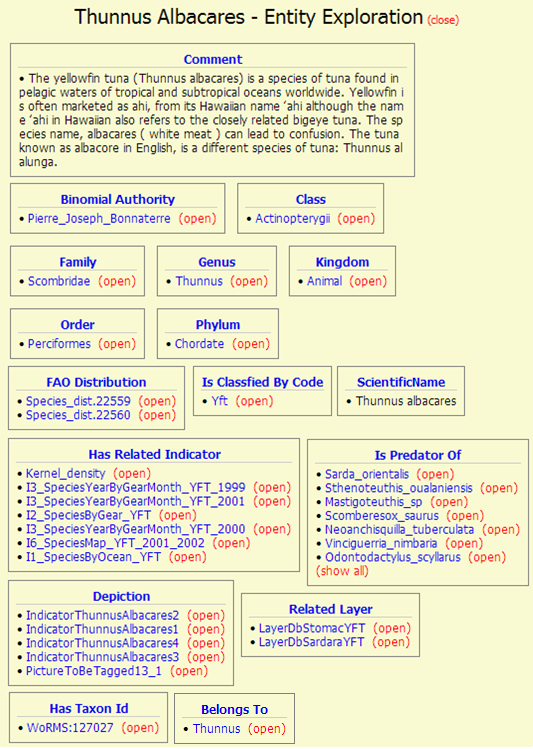 Thunnus Albacares - Entity Exploration (close)
Comment
• The yellowfin tuna (Thunnus albacares) is a species of tuna found in
pelagic waters of tropical and subtropical oceans worldwide. Yellowfin i
s often marketed as ahi, from its Hawaiian name ʻahi although the nam
e ʻahi in Hawaiian also refers to the closely related bigeye tuna. The sp
ecies name, albacares ( white meat ) can lead to confusion. The tuna
known as albacore in English, is a different species of tuna: Thunnus al
alunga.
Binomial Authority
• Pierre_Joseph_Bonnaterre (open)
Class
• Actinopterygii (open)
Family
• Scombridae (open)
Genus
• Thunnus (open)
Kingdom
• Animal (open)
Order
• Perciformes (open)
Phylum
• Chordate (open)
FAO Distribution
• Species_dist.22559 (open)
• Species_dist.22560 (open)
Is Classfied By Code
• Yft (open)
ScientificName
• Thunnus albacares
Has Related Indicator
• Kernel_density (open)
• I3_SpeciesYearByGearMonth_YFT_1999 (open)
• I3_SpeciesYearByGearMonth_YFT_2001 (open)
• I2_SpeciesByGear_YFT (open)
• I3_SpeciesYearByGearMonth_YFT_2000 (open)
• I6_SpeciesMap_YFT_2001_2002 (open)
• I1_SpeciesByOcean_YFT (open)
Is Predator Of
• Sarda_orientalis (open)
• Sthenoteuthis_oualaniensis (open)
• Mastigoteuthis_sp (open)
• Scomberesox_saurus (open)
• Neoanchisquilla_tuberculata (open)
• Vinciguerria_nimbaria (open)
• Odontodactylus_scyllarus (open)
(show all)
Depiction
• IndicatorThunnusAlbacares2 (open)
• IndicatorThunnusAlbacares1 (open)
• IndicatorThunnusAlbacares4 (open)
• IndicatorThunnusAlbacares3 (open)
• PictureToBeTagged13_1 (open)
Related Layer
• LayerDbStomacYFT (open)
• LayerDbSardaraYFT (open)
Has Taxon Id
• WoRMS:127027 (open)
Belongs To
• Thunnus (open)